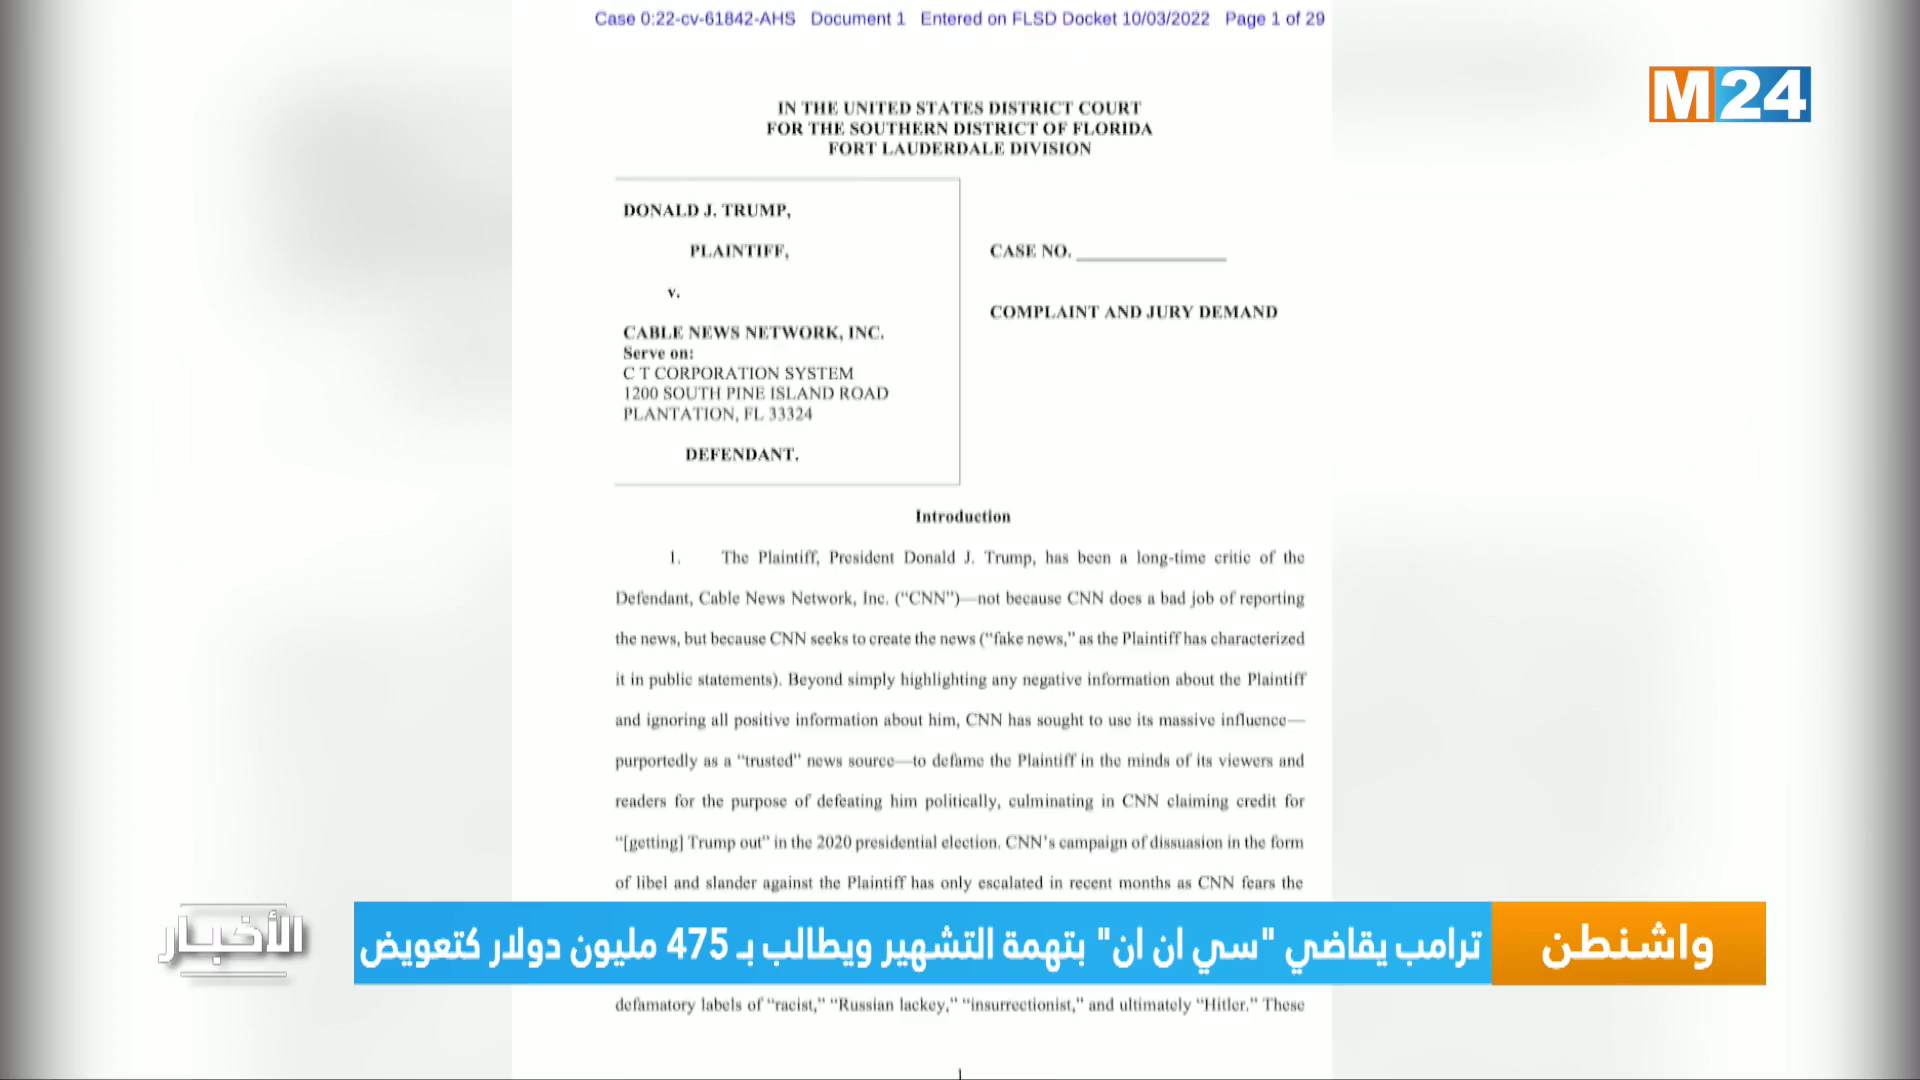 Case 0:22-cv-61842-AHS Document 1 Entered on FLSD Docket 10/03/2022 Page 1 of 29
M24
IN THE UNITED STATES DISTRICT COURT
FOR THE SOUTHERN DISTRICT OF FLORIDA
FORT LAUDERDALE DIVISION
DONALD J. TRUMP,
PLAINTIFF,
v.
CABLE NEWS NETWORK, INC.
Serve on:
C T CORPORATION SYSTEM
1200 SOUTH PINE ISLAND ROAD
PLANTATION, FL 33324
DEFENDANT.
CASE NO.
COMPLAINT AND JURY DEMAND
Introduction
1. The Plaintiff, President Donald J. Trump, has been a long-time critic of the
Defendant, Cable News Network, Inc. (“CNN”)—not because CNN does a bad job of reporting
the news, but because CNN seeks to create the news (“fake news,” as the Plaintiff has characterized
it in public statements). Beyond simply highlighting any negative information about the Plaintiff
and ignoring all positive information about him, CNN has sought to use its massive influence—
purportedly as a “trusted” news source—to defame the Plaintiff in the minds of its viewers and
readers for the purpose of defeating him politically, culminating in CNN claiming credit for
“[getting] Trump out” in the 2020 presidential election. CNN’s campaign of dissuasion in the form
of libel and slander against the Plaintiff has only escalated in recent months as CNN fears the
واشنطن
ترامب يقاضي "سي ان ان" بتهمة التشهير ويطالب بـ 475 مليون دولار كتعويض
الأخبار
defamatory labels of “racist,” “Russian lackey,” “insurrectionist,” and ultimately “Hitler.” These
1